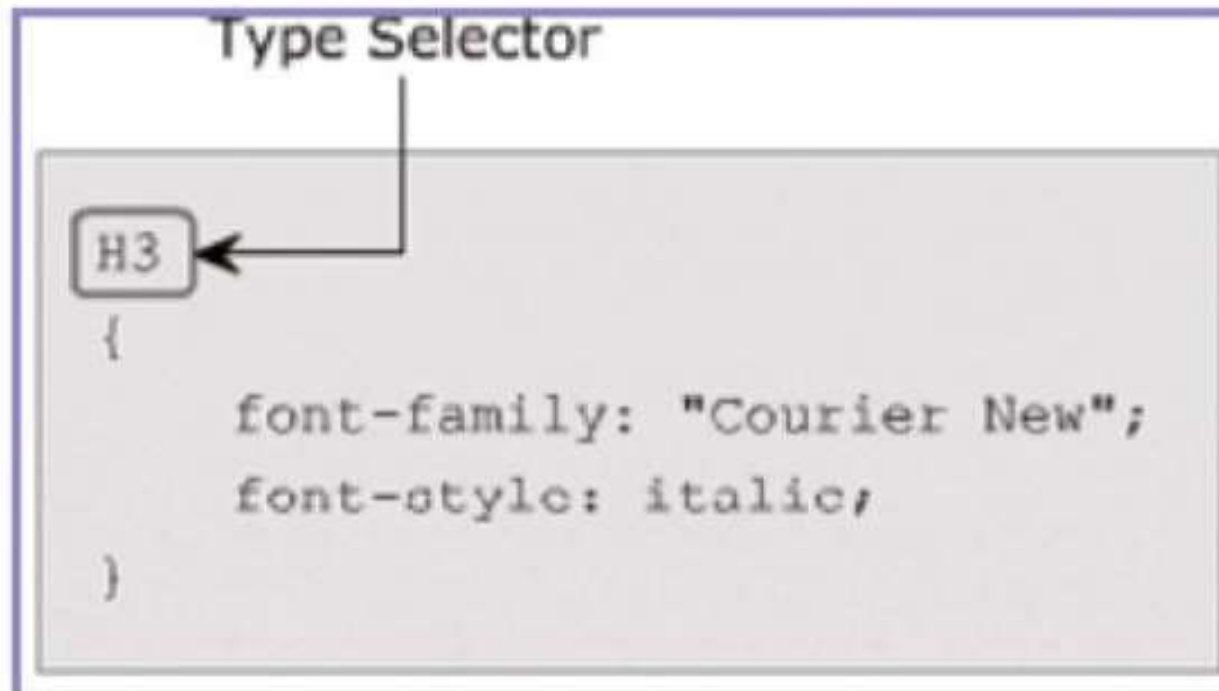 Type Selector
H3
{
font-family: "Courier New";
font-style: italic;
}